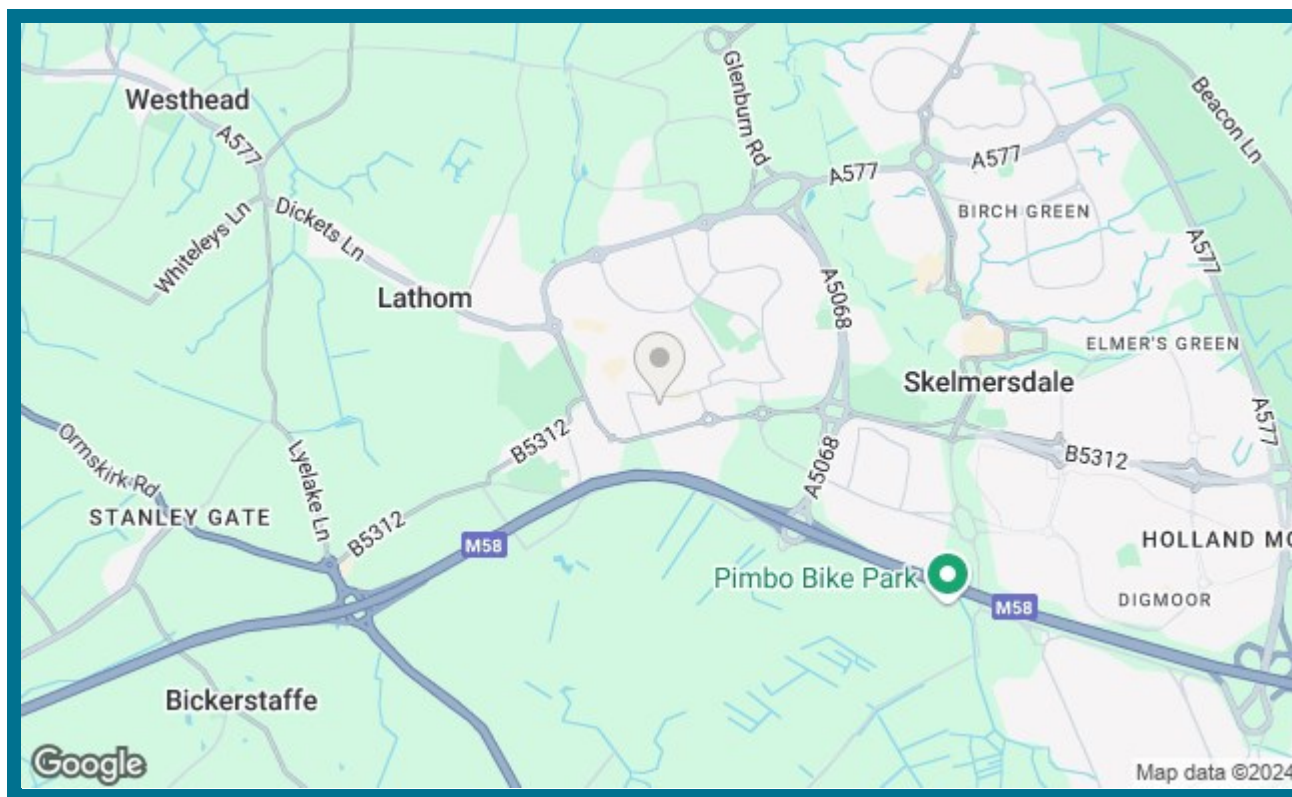 Westhead
A577
Glenburn Rd
Beacon Ln
A577
A577
BIRCH GREEN
Whiteleys Ln
Dickets Ln
A577
Lathom
A5068
ELMER'S GREEN
Skelmersdale
A577
Ormskirk Rd
Lyelake Ln
B5312
B5312
A5068
STANLEY GATE
B5312
M58
HOLLAND MO
Pimbo Bike Park
M58
DIGMOOR
Bickerstaffe
Google
Map data ©2024